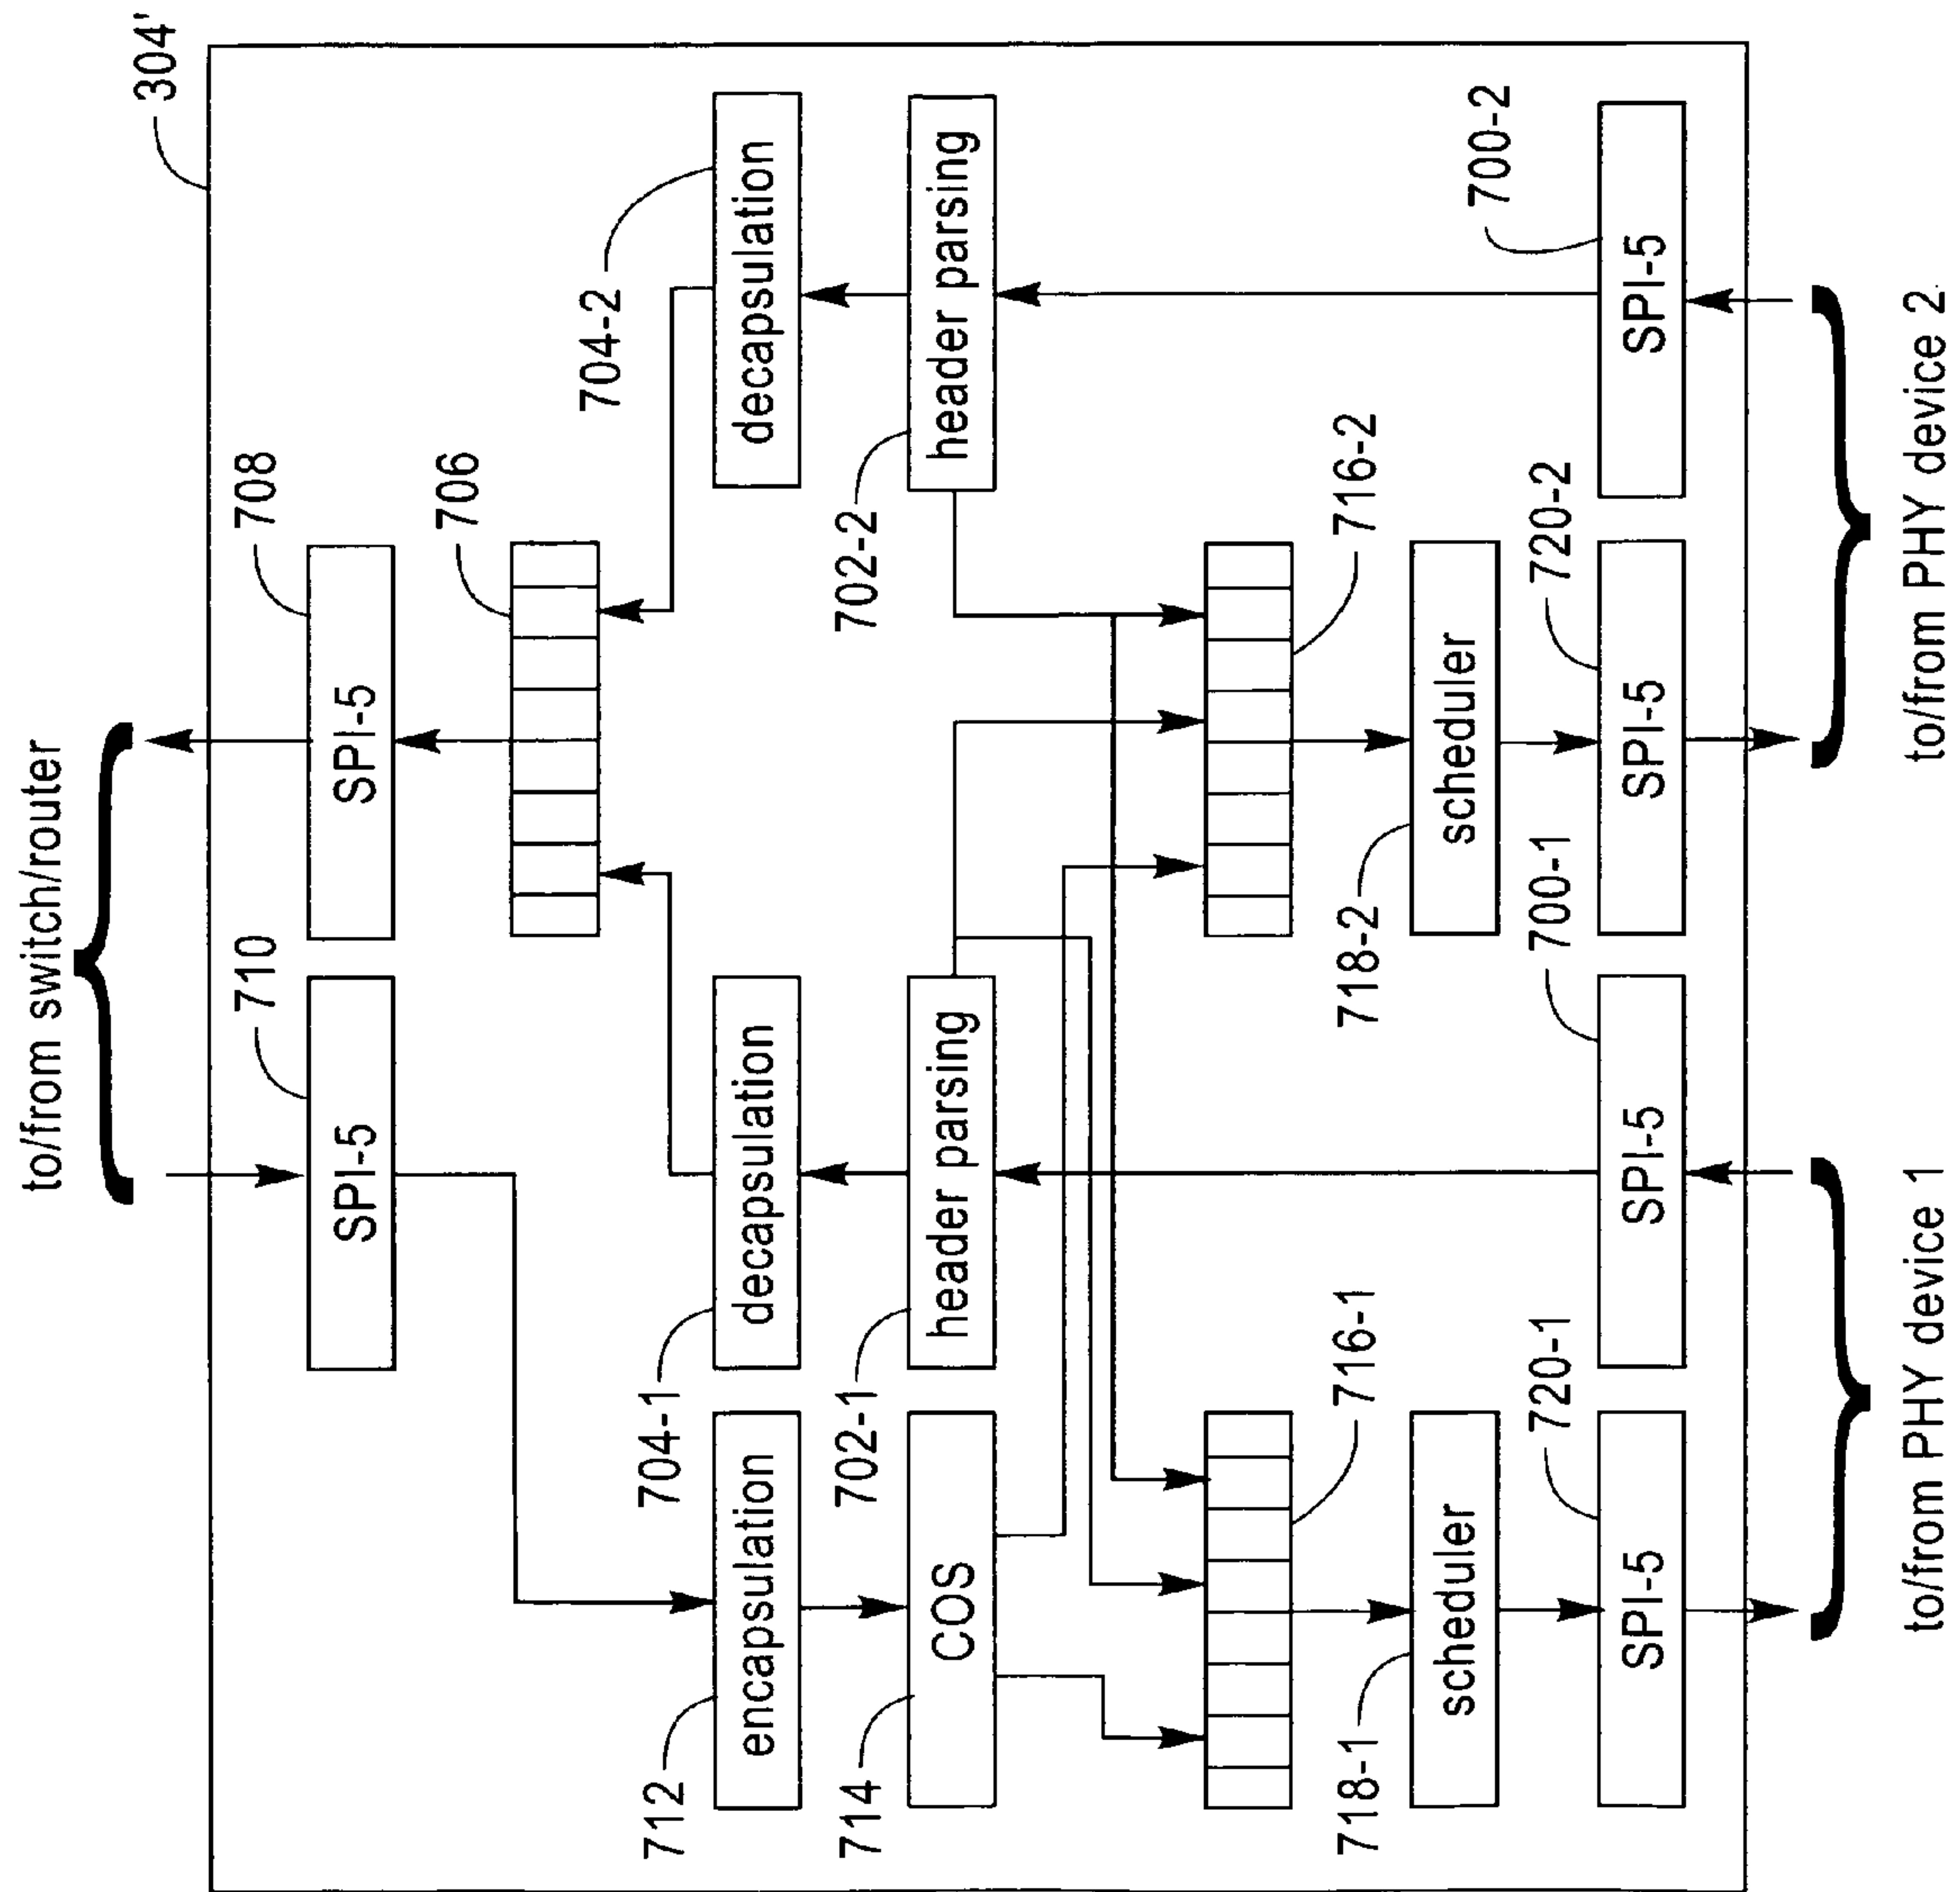 304'
to/from switch/router
710
708
SPI-5
SPI-5
706
704-2
decapsulation
712
encapsulation
704-1
decapsulation
702-2
header parsing
714
COS
702-1
header parsing
716-1
716-2
718-1
scheduler
718-2
scheduler
720-1
SPI-5
700-1
SPI-5
720-2
SPI-5
700-2
SPI-5
to/from PHY device 1
to/from PHY device 2